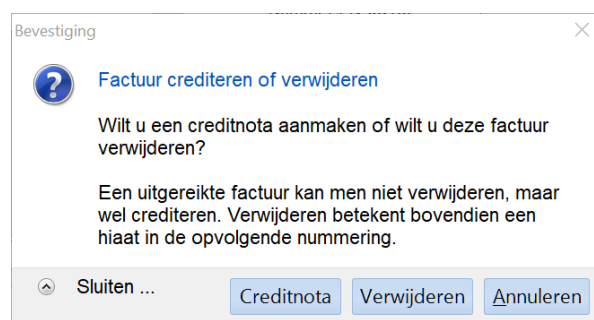 Bevestiging
Factuur crediteren of verwijderen
Wilt u een creditnota aanmaken of wilt u deze factuur
verwijderen?
Een uitgereikte factuur kan men niet verwijderen, maar
wel crediteren. Verwijderen betekent bovendien een
hiaat in de opvolgende nummering.
Sluiten ...
Creditnota
Verwijderen
Annuleren